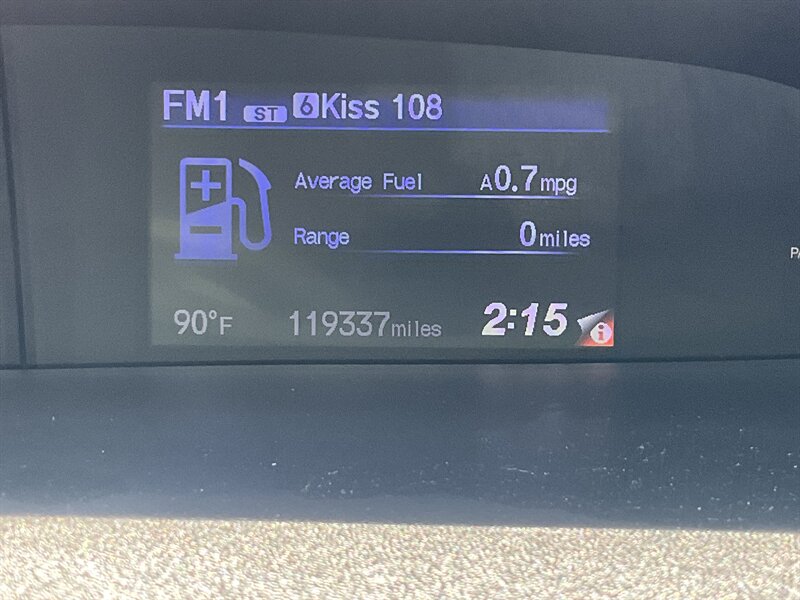 FM1 ST 6 Kiss 108
Average Fuel A0.7mpg
Range 0miles
90°F 119337miles 2:15 i